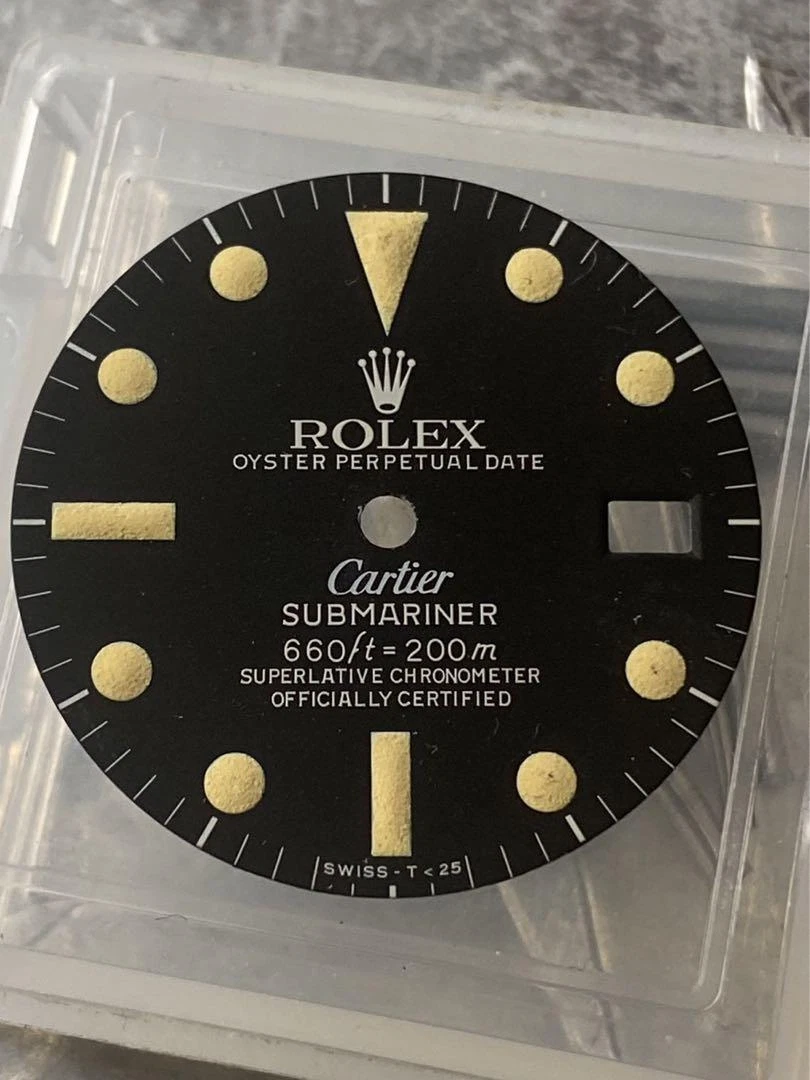 ROLEX
OYSTER PERPETUAL DATE
Cartier
SUBMARINER
660ft = 200m
SUPERLATIVE CHRONOMETER
OFFICIALLY CERTIFIED
SWISS - T < 25